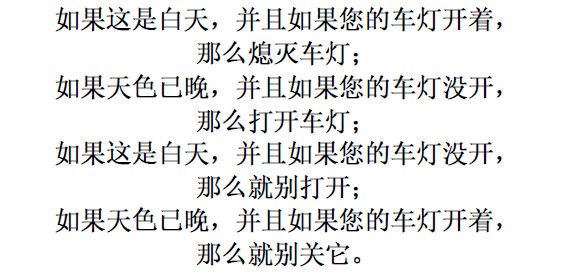 如果这是白天，并且如果您的车灯开着，
那么熄灭车灯；
如果天色已晚，并且如果您的车灯没开，
那么打开车灯；
如果这是白天，并且如果您的车灯没开，
那么就别打开；
如果天色已晚，并且如果您的车灯开着，
那么就别关它。